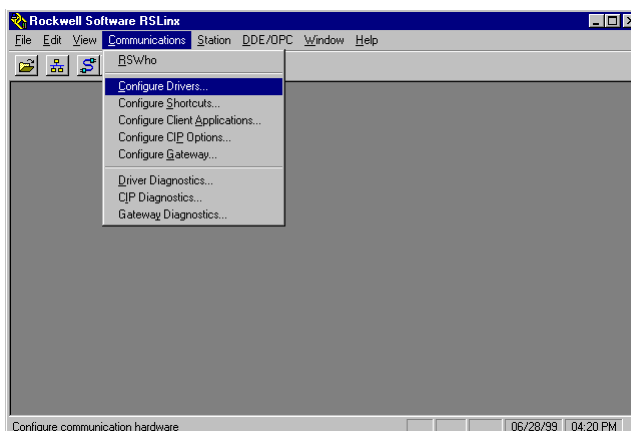 Rockwell Software RSLinx
File Edit View Communications Station DDE/OPC Window Help
RSWho
Configure Drivers...
Configure Shortcuts...
Configure Client Applications...
Configure CIP Options...
Configure Gateway...
Driver Diagnostics...
CIP Diagnostics...
Gateway Diagnostics...
Configure communication hardware 06/28/99 04:20 PM